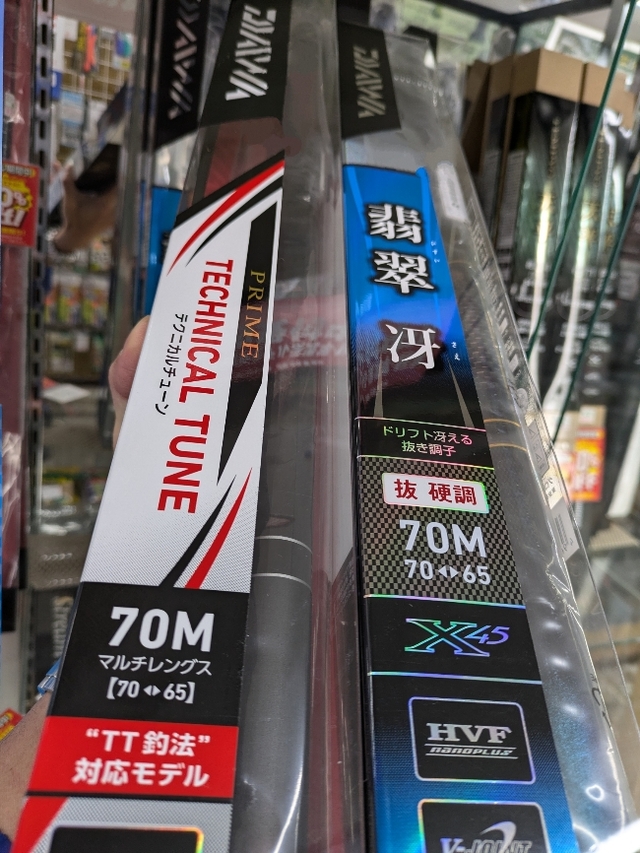 DAIWA
PRIME
TECHNICAL TUNE
テクニカルチューン
70M
マルチレングス
【70◂▸65】
“TT釣法”
対応モデル
DAIWA
翡翠
冴
さえ
ドリフト冴える
抜き調子
抜 硬調
70M
70◂▸65
X45
HVF
nanoplus
V-JOINT